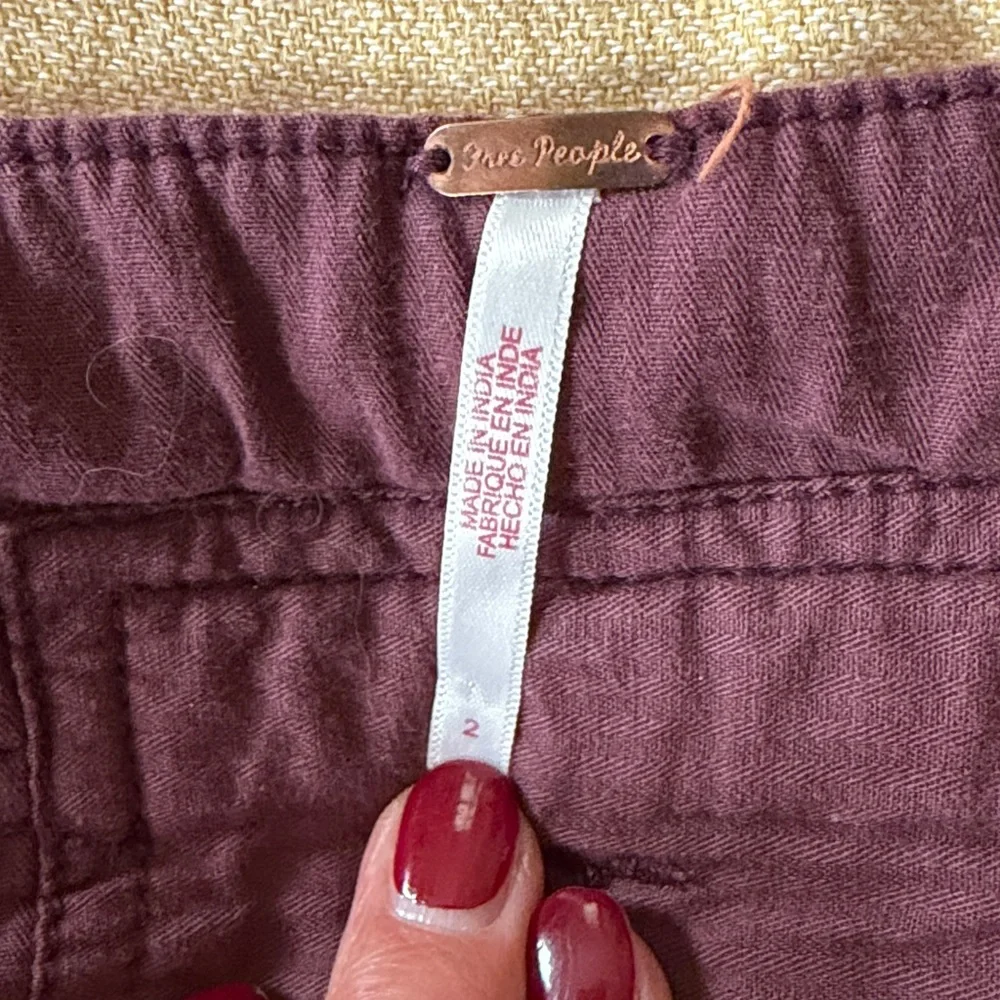 Free People
MADE IN INDIA
FABRIQUE EN INDE
HECHO EN INDIA
2